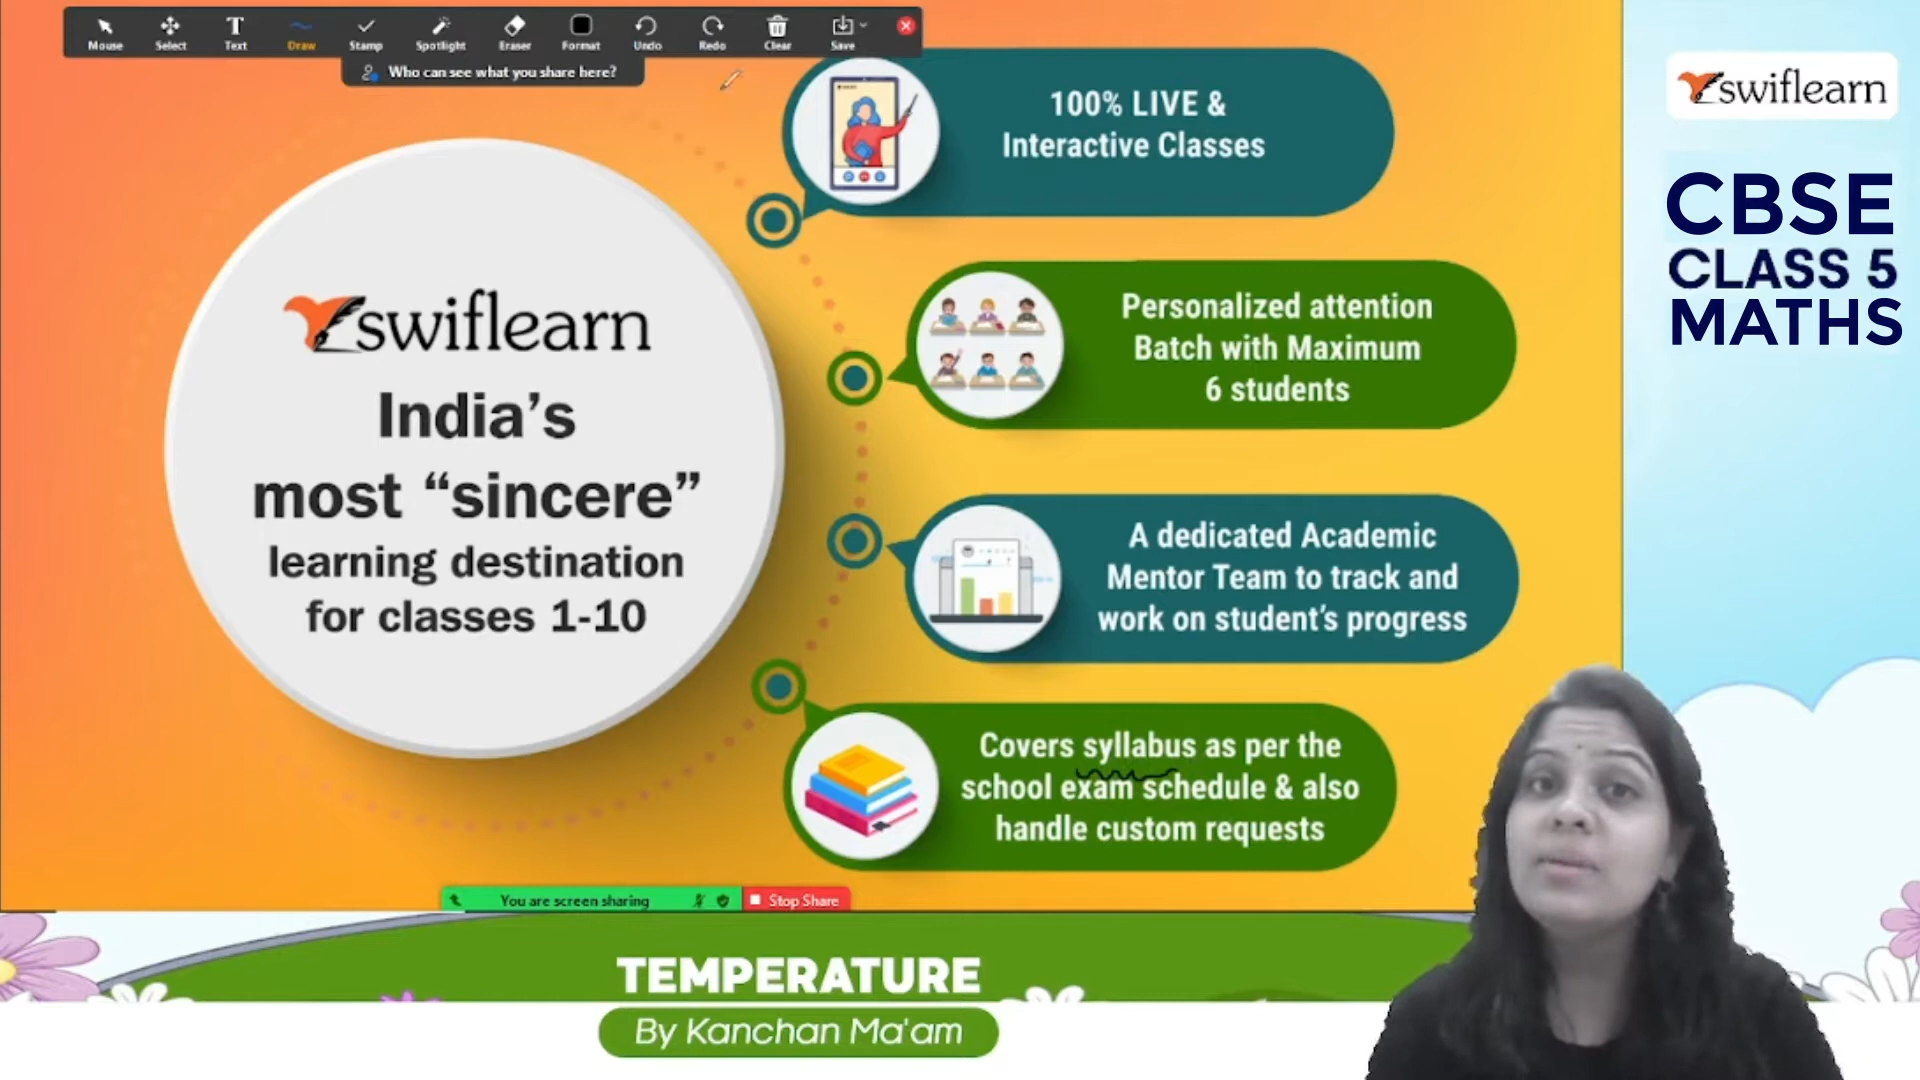 Mouse
Select
Text
Draw
Stamp
Spotlight
Eraser
Format
Undo
Redo
Clear
Save
Who can see what you share here?
swiflearn
India's
most “sincere”
learning destination
for classes 1-10
100% LIVE &
Interactive Classes
Personalized attention
Batch with Maximum
6 students
A dedicated Academic
Mentor Team to track and
work on student's progress
Covers syllabus as per the
school exam schedule & also
handle custom requests
You are screen sharing
Stop Share
swiflearn
CBSE
CLASS 5
MATHS
TEMPERATURE
By Kanchan Ma'am